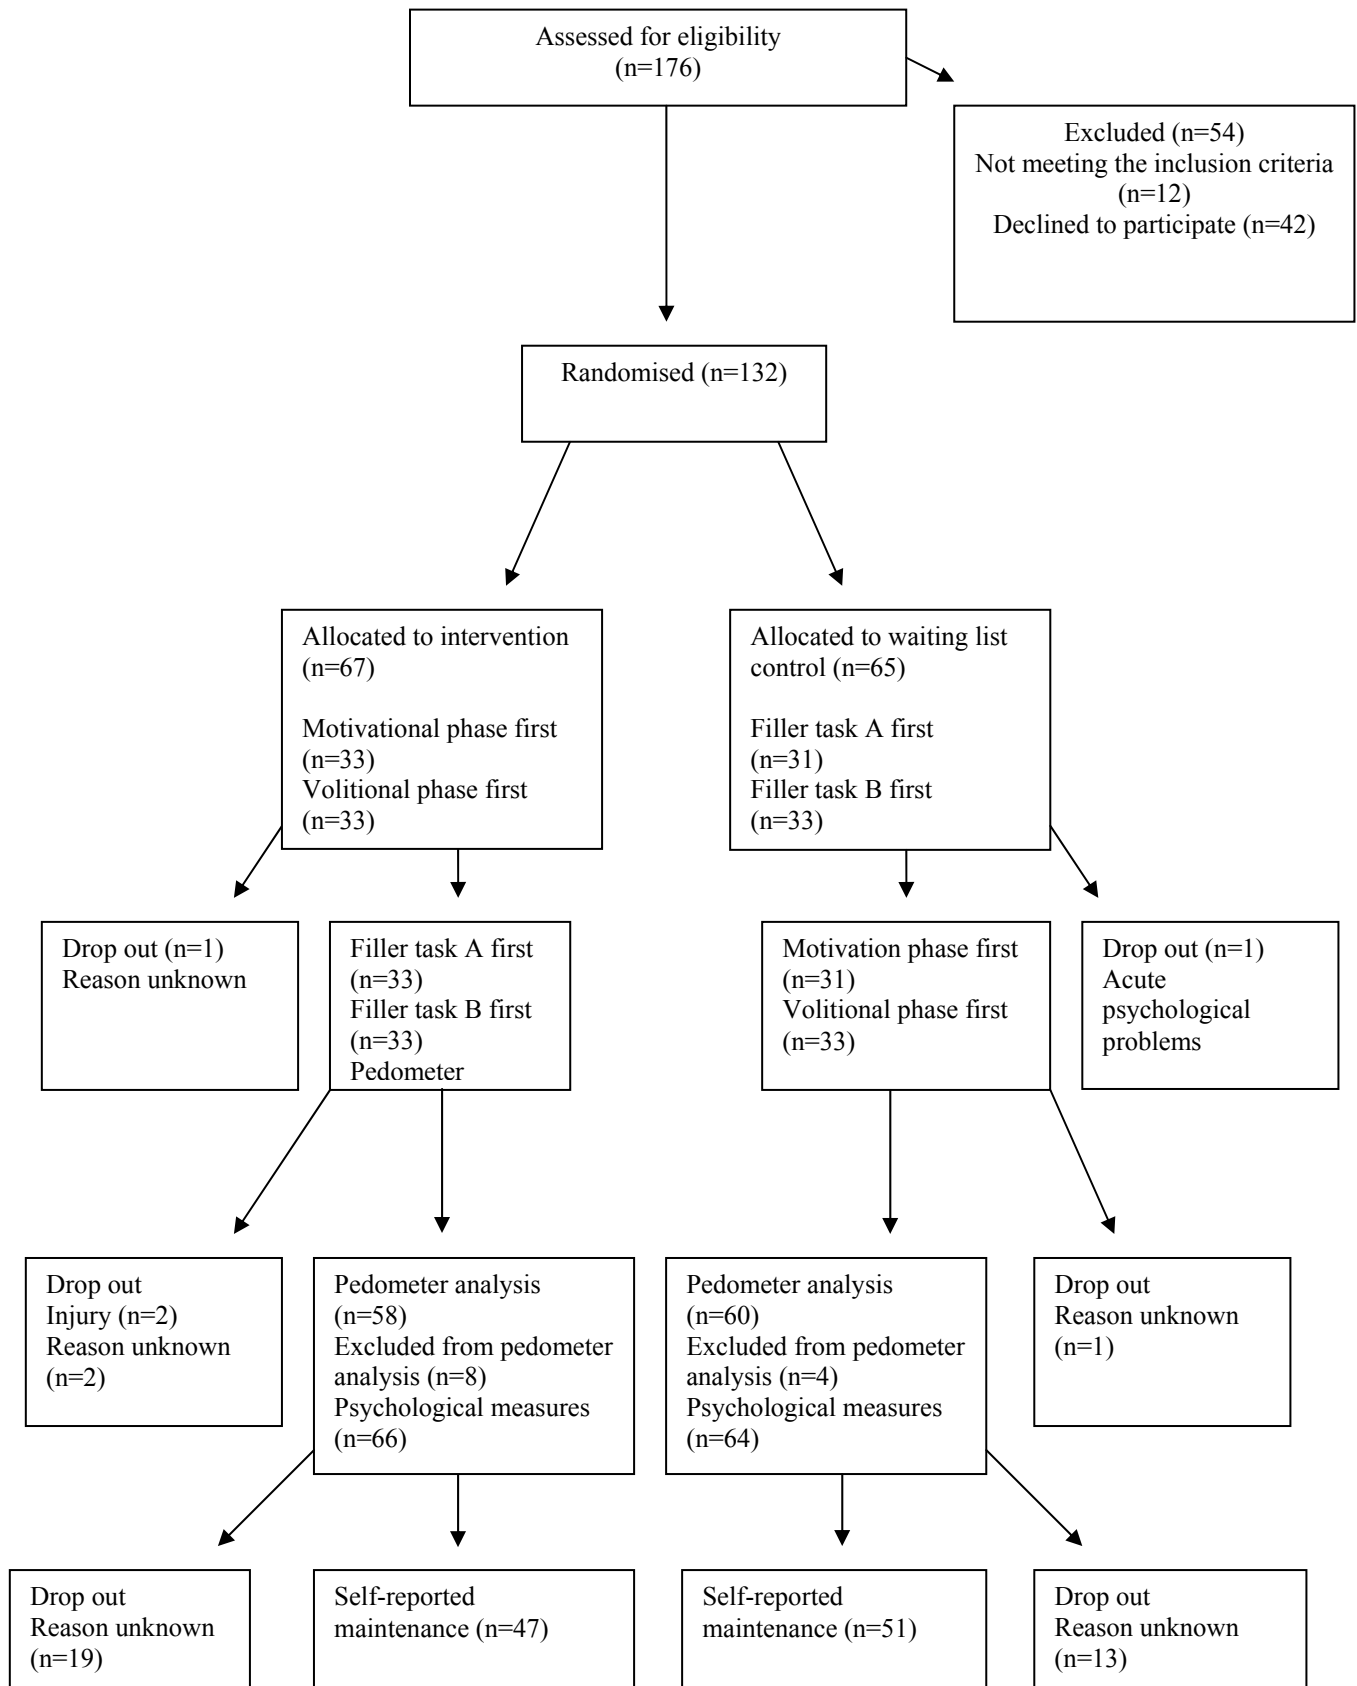 Assessed for eligibility
(n=176)
Excluded (n=54)
Not meeting the inclusion criteria
(n=12)
Declined to participate (n=42)
Randomised (n=132)
Allocated to intervention
(n=67)
Motivational phase first
(n=33)
Volitional phase first
(n=33)
Allocated to waiting list
control (n=65)
Filler task A first
(n=31)
Filler task B first
(n=33)
Drop out (n=1)
Reason unknown
Filler task A first
(n=33)
Filler task B first
(n=33)
Pedometer
Motivation phase first
(n=31)
Volitional phase first
(n=33)
Drop out (n=1)
Acute
psychological
problems
Drop out
Injury (n=2)
Reason unknown
(n=2)
Pedometer analysis
(n=58)
Excluded from pedometer
analysis (n=8)
Psychological measures
(n=66)
Pedometer analysis
(n=60)
Excluded from pedometer
analysis (n=4)
Psychological measures
(n=64)
Drop out
Reason unknown
(n=1)
Drop out
Reason unknown
(n=19)
Self-reported
maintenance (n=47)
Self-reported
maintenance (n=51)
Drop out
Reason unknown
(n=13)